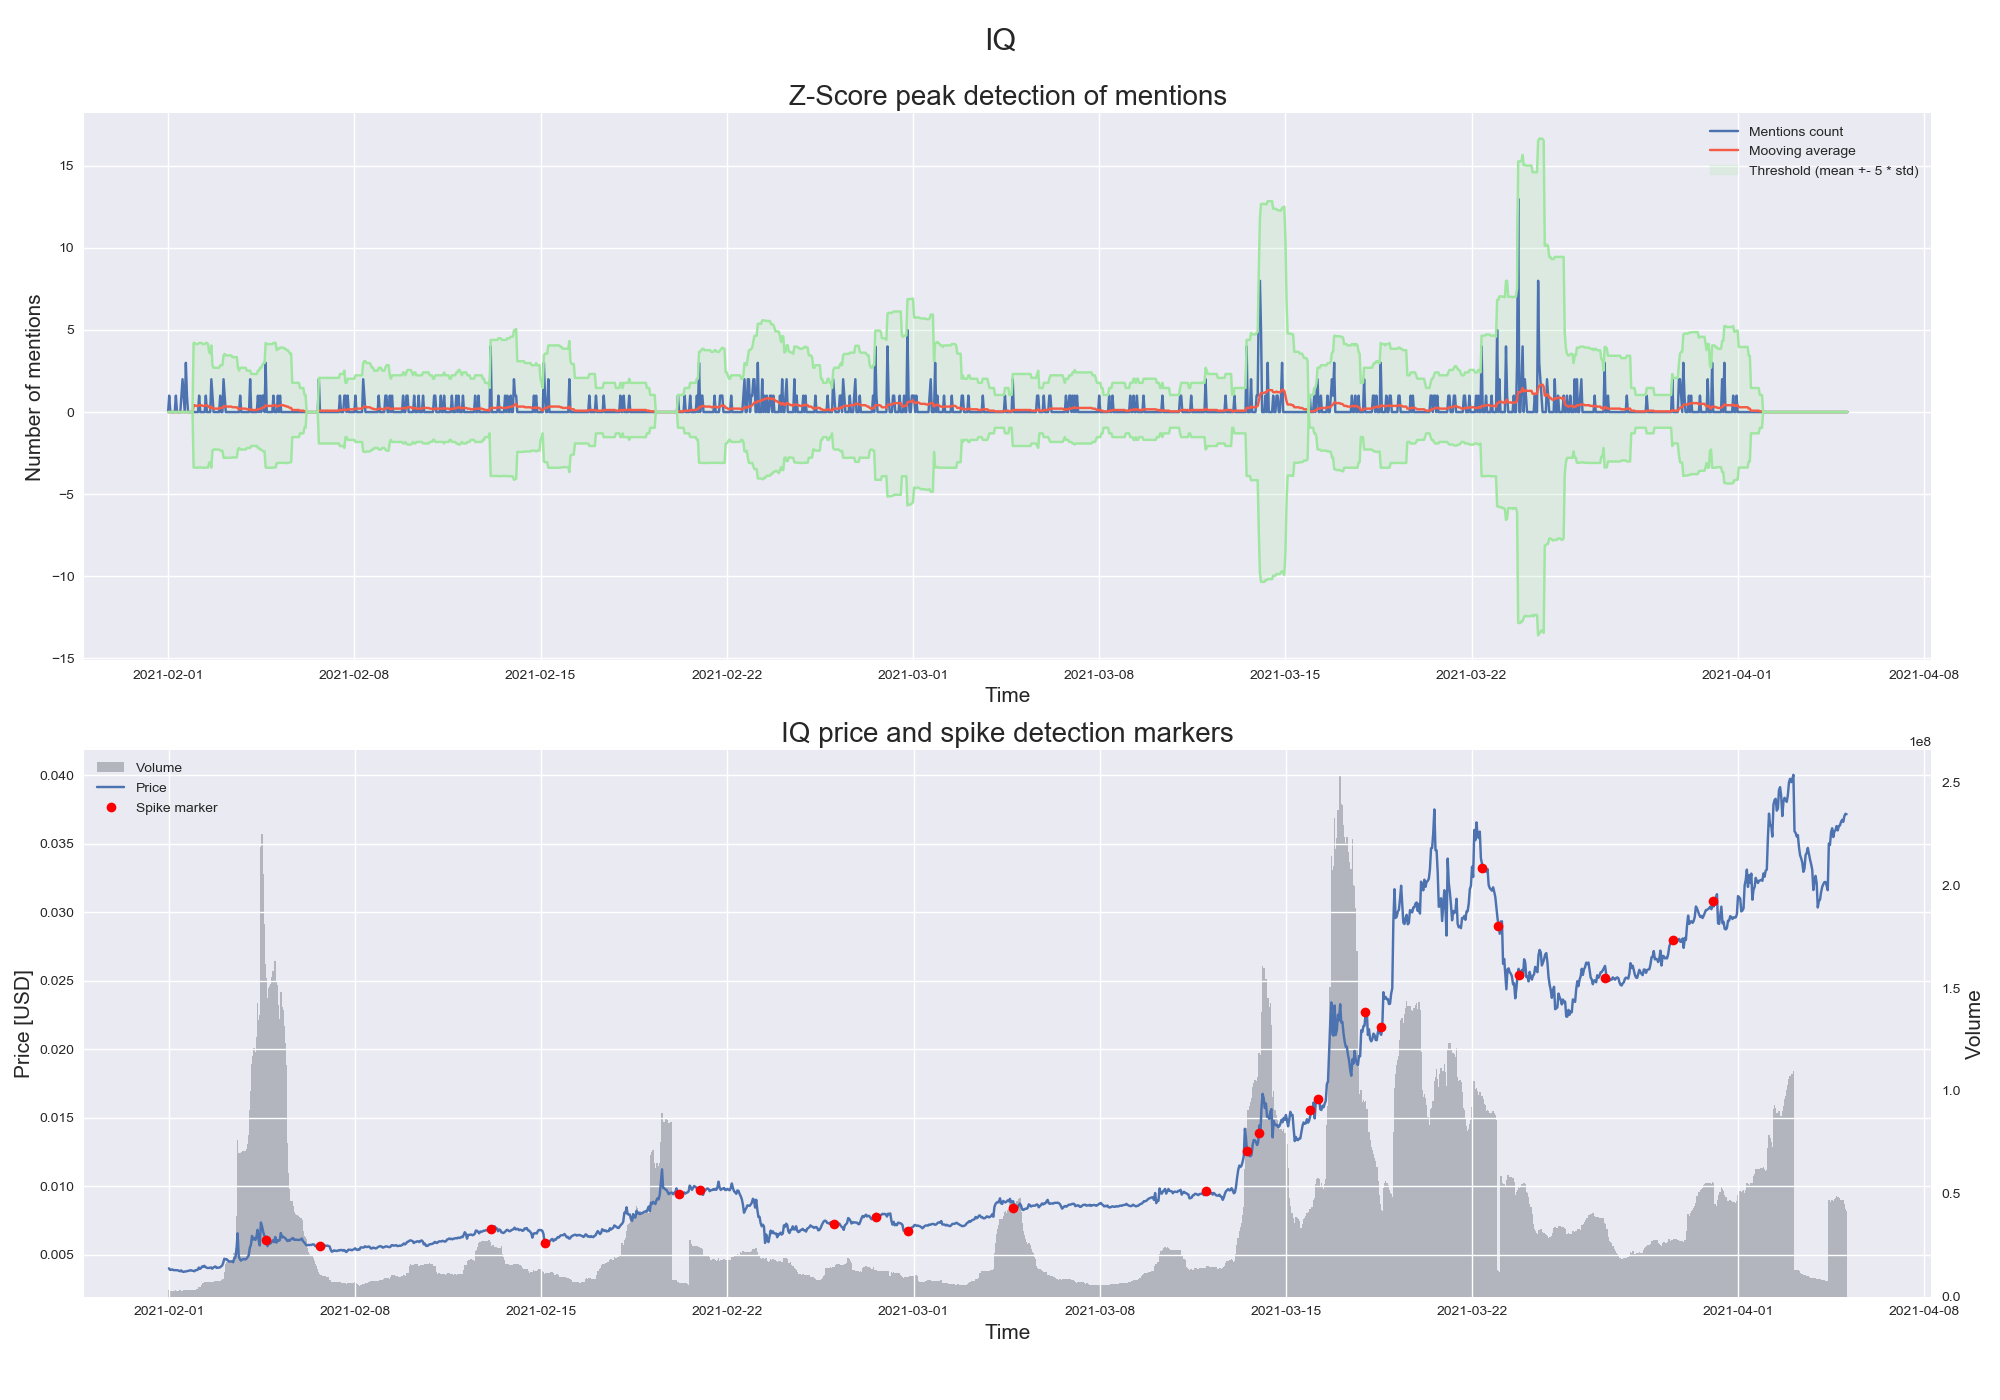 IQ
Z-Score peak detection of mentions
Mentions count
Mooving average
Threshold (mean +- 5 * std)
Number of mentions
15
10
5
0
−5
−10
−15
2021-02-01 2021-02-08 2021-02-15 2021-02-22 2021-03-01 2021-03-08 2021-03-15 2021-03-22 2021-04-01 2021-04-08
Time
IQ price and spike detection markers
1e8
Volume
Price
Spike marker
Price [USD]
0.040
0.035
0.030
0.025
0.020
0.015
0.010
0.005
2.5
2.0
1.5
1.0
0.5
0.0
Volume
2021-02-01 2021-02-08 2021-02-15 2021-02-22 2021-03-01 2021-03-08 2021-03-15 2021-03-22 2021-04-01 2021-04-08
Time